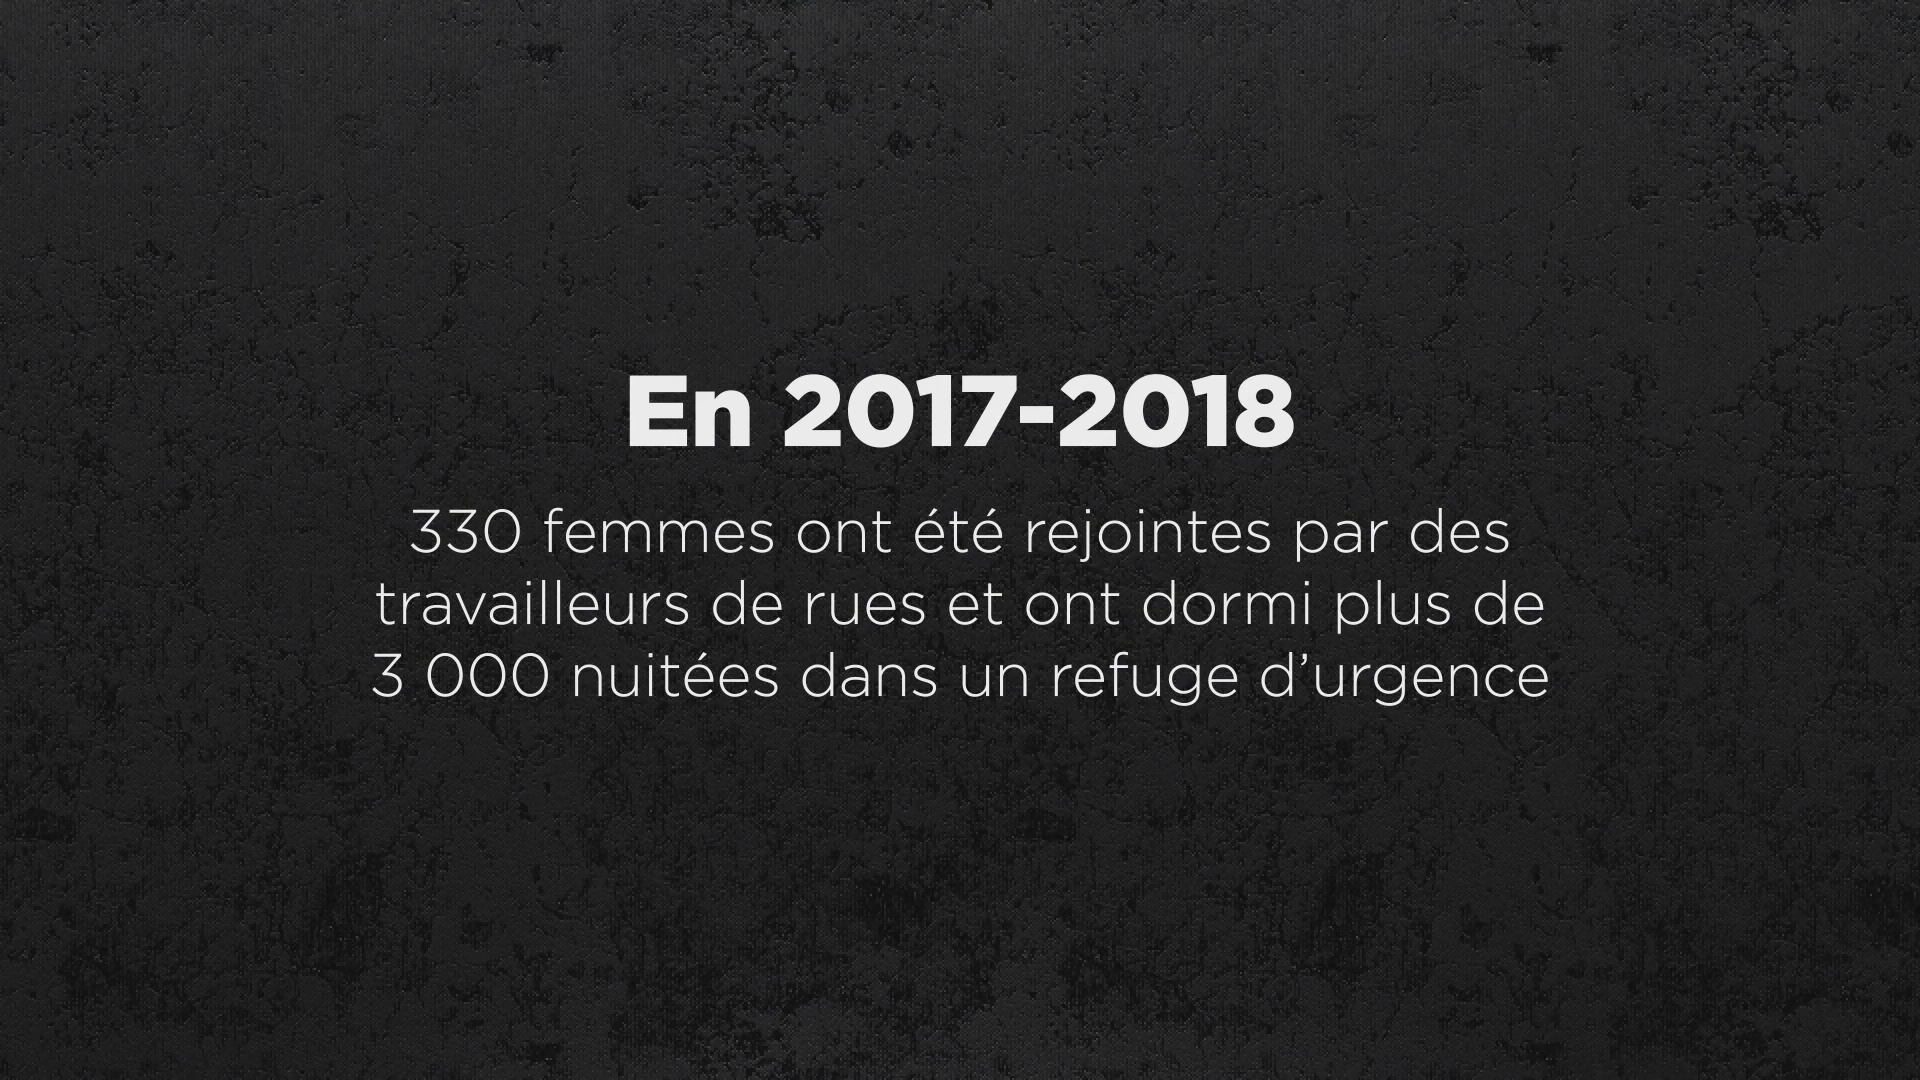 En 2017-2018
330 femmes ont été rejointes par des
travailleurs de rues et ont dormi plus de
3 000 nuitées dans un refuge d’urgence